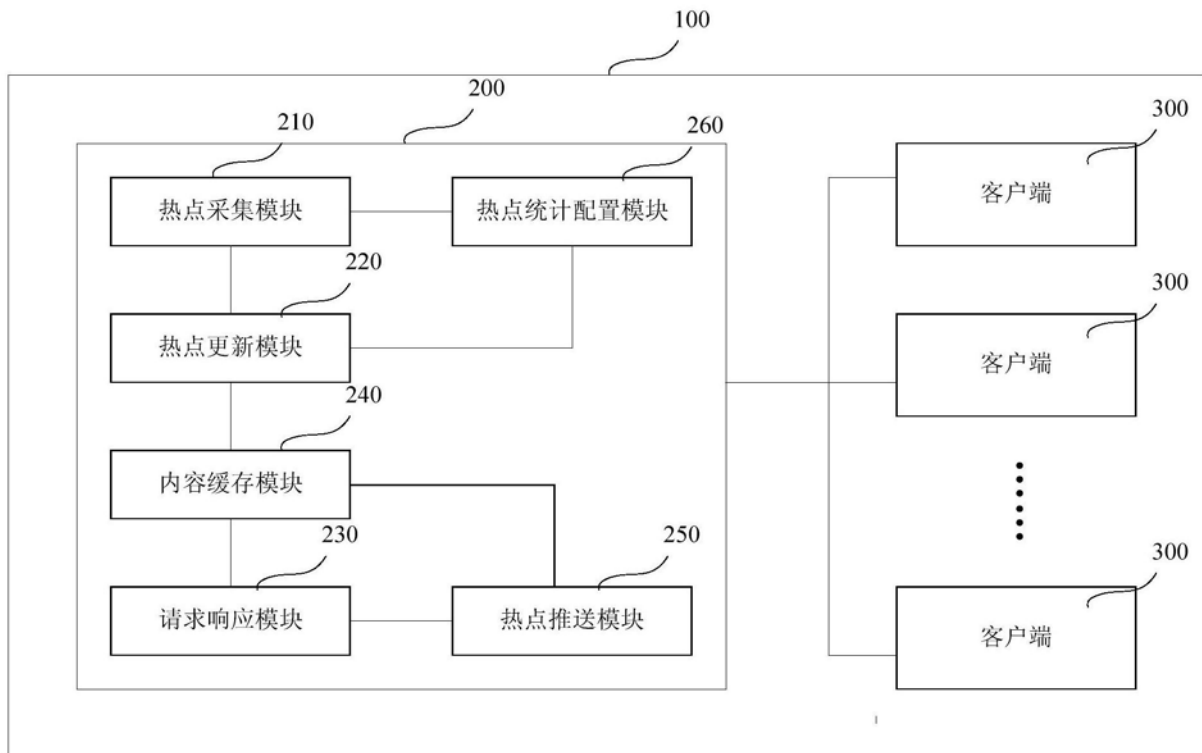 100
200
210
260
300
热点采集模块
热点统计配置模块
客户端
220
300
热点更新模块
客户端
240
内容缓存模块
230
250
300
请求响应模块
热点推送模块
客户端